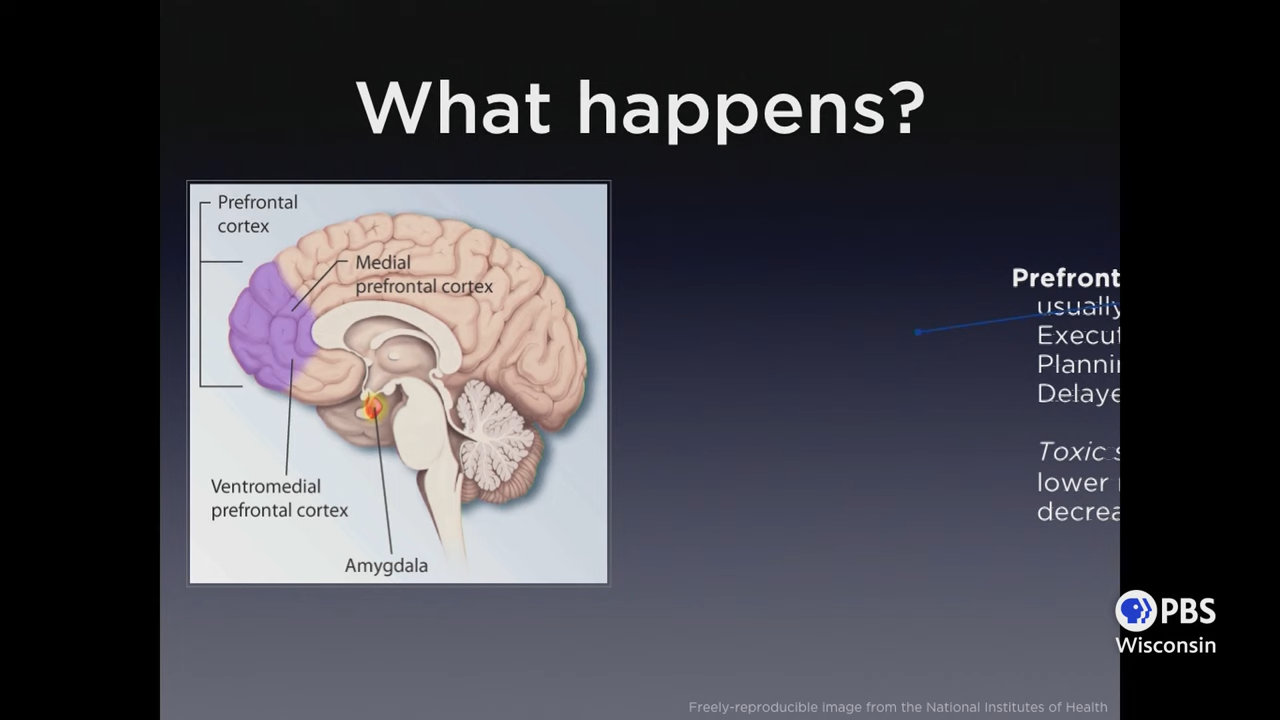 What happens?
Prefrontal
cortex
Medial
prefrontal cortex
Ventromedial
prefrontal cortex
Amygdala
Prefront
usually
Execut
Plannin
Delaye
Toxic s
lower
decrea
PBS
Wisconsin
Freely-reproducible image from the National Institutes of Health